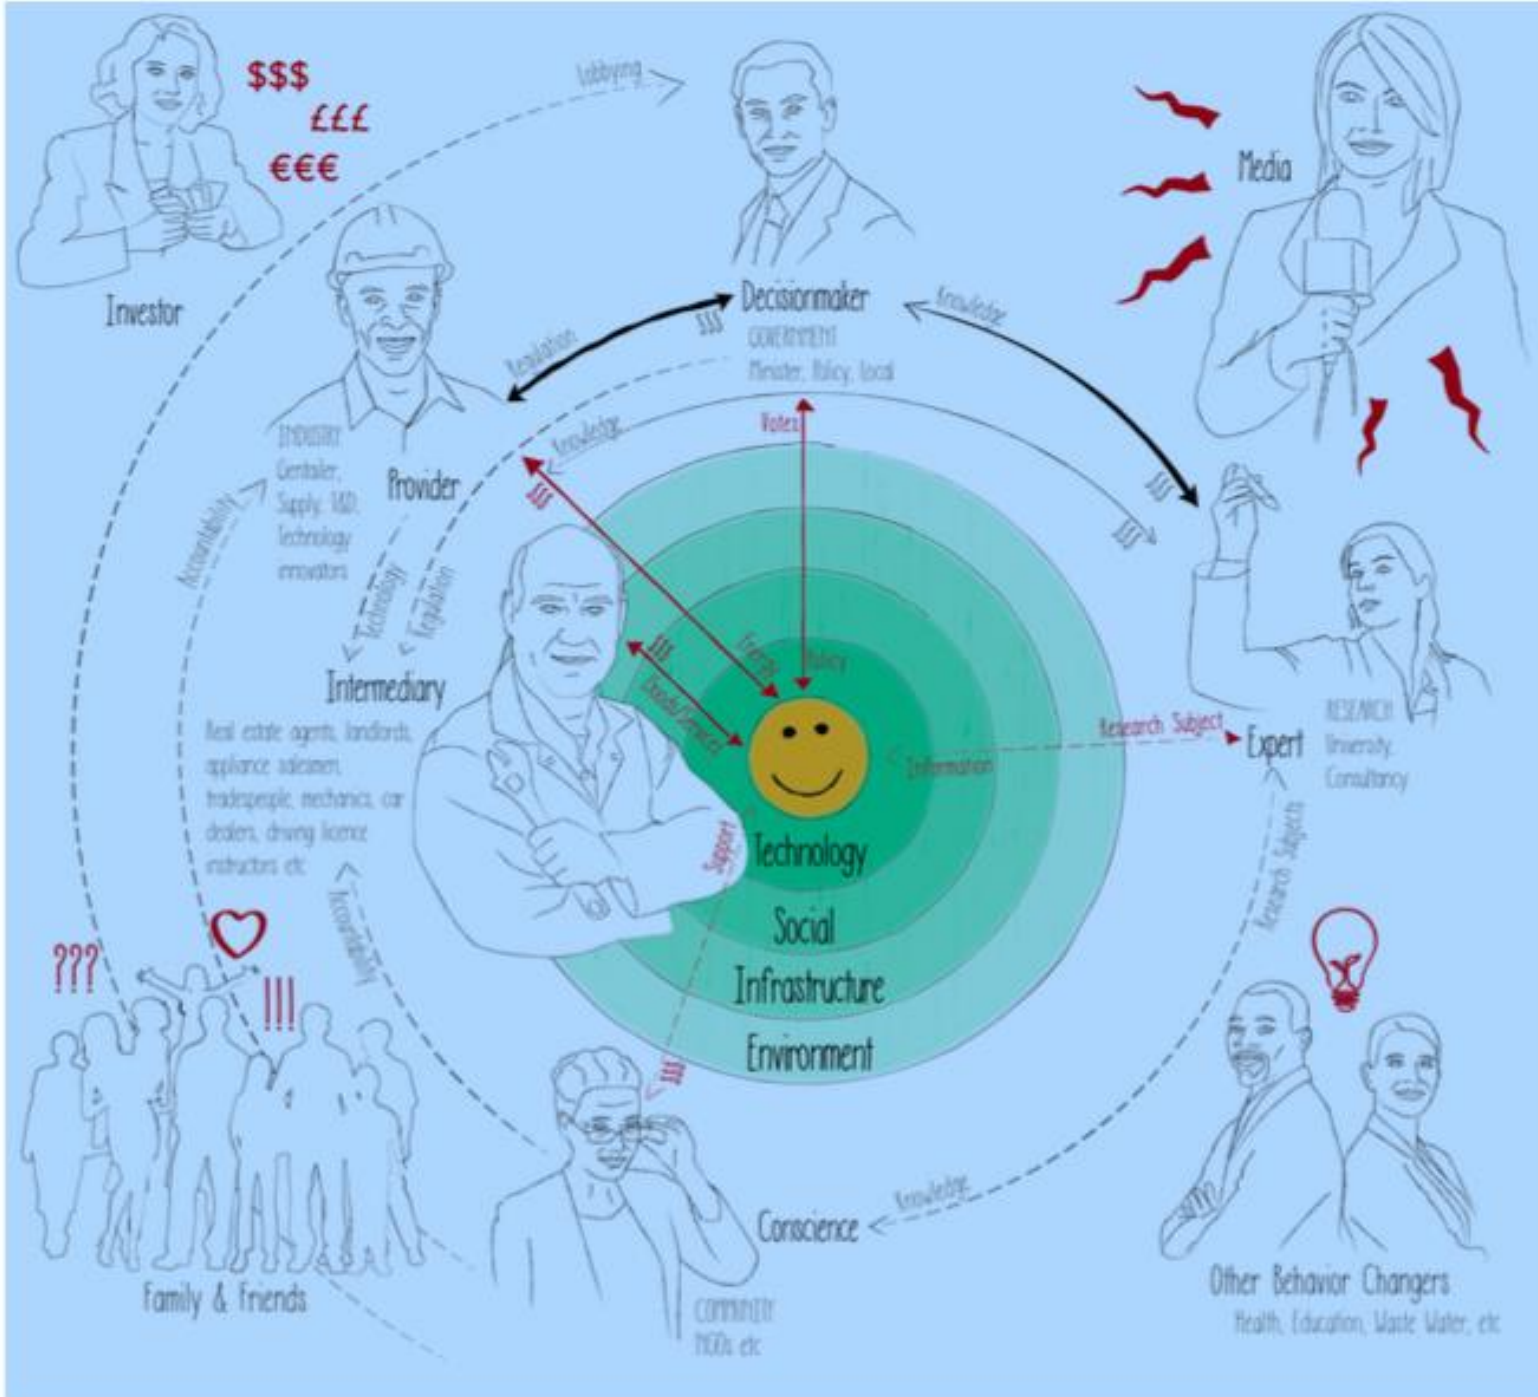 $$$
£££
€€€
Investor
Lobbying
Decisionmaker
GOVERNMENT
Minister, Policy, Local
$$$
Regulation
Knowledge
Media
INDUSTRY
Gentailer,
Supply, T&D,
Technology
innovators
Provider
Knowledge
Votes
$$$
$$$
$$$
Accountability
Technology
Regulation
Intermediary
Real estate agents, landlords,
appliance salesmen,
tradespeople, mechanics, car
dealers, driving licence
instructors etc
$$$
Energy
Policy
Goods/Services
Information
Research Subject
Expert
RESEARCH
University,
Consultancy
Support
Technology
Social
Infrastructure
Environment
$$$
Accountability
Research Subjects
???
!!!
Family & Friends
Conscience
COMMUNITY
NGOs etc
Knowledge
Other Behavior Changers
Health, Education, Waste Water, etc